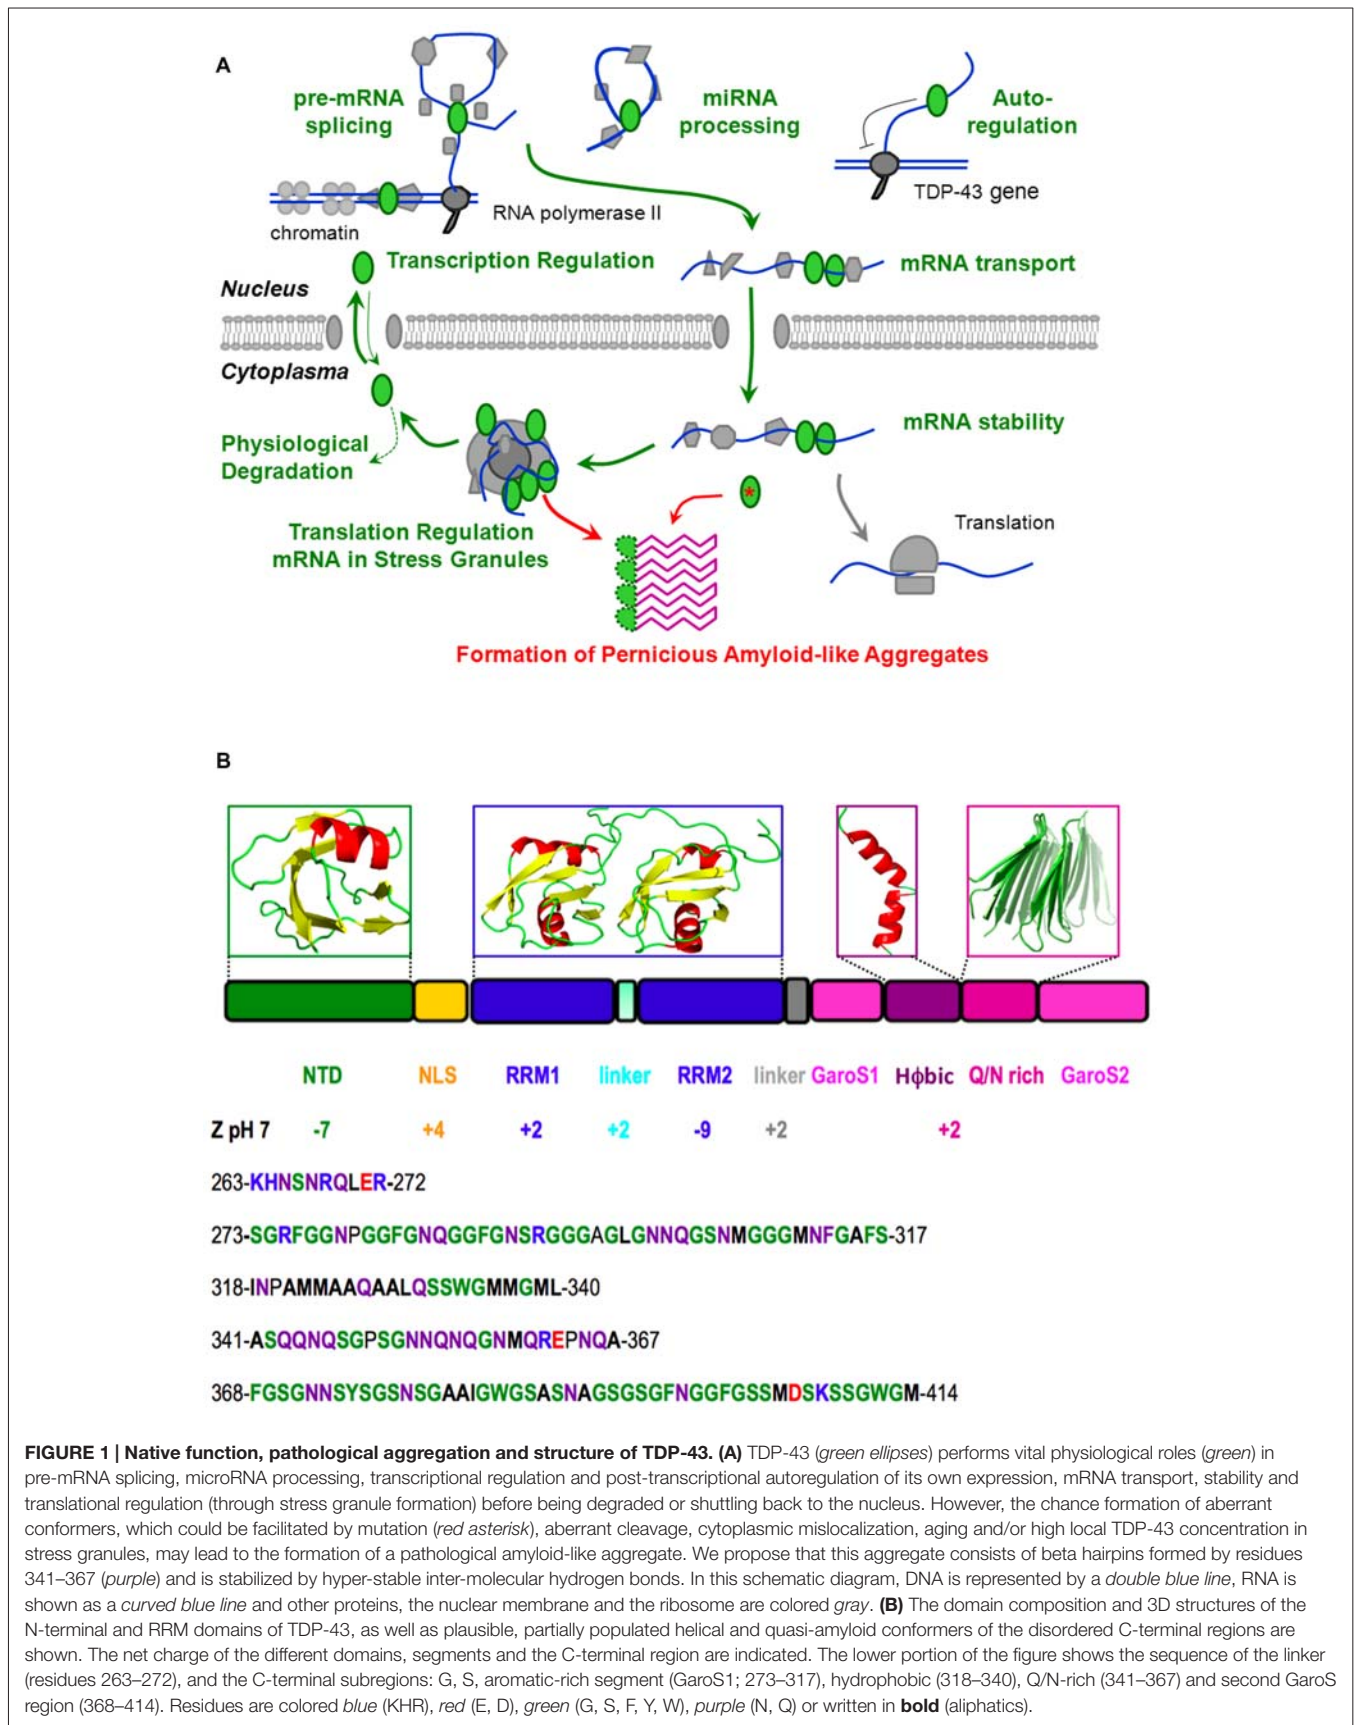 A
pre-mRNA
splicing
miRNA
processing
Auto-
regulation
TDP-43 gene
RNA polymerase II
chromatin
Transcription Regulation
mRNA transport
Nucleus
Cytoplasma
mRNA stability
Physiological
Degradation
*
Translation
Translation Regulation
mRNA in Stress Granules
Formation of Pernicious Amyloid-like Aggregates
B
NTD NLS RRM1 linker RRM2 linker GaroS1 Hϕbic Q/N rich GaroS2
Z pH 7 -7 +4 +2 +2 -9 +2 +2
263-KHNSNRQLER-272
273-SGRFGGNPGGFGNQGGFGNSRGGGAGLGNNQGSNMGGGMNFGAFS-317
318-INPAMMAAQAALQSSWGMMGML-340
341-ASQQNQSGPSGNNQNQGNMQREPNQA-367
368-FGSGNNSYSGSNSGAAIGWGSASNAGSGSGFNGGFGSSMDSKSSGWGM-414
FIGURE 1 | Native function, pathological aggregation and structure of TDP-43. (A) TDP-43 (green ellipses) performs vital physiological roles (green) in
pre-mRNA splicing, microRNA processing, transcriptional regulation and post-transcriptional autoregulation of its own expression, mRNA transport, stability and
translational regulation (through stress granule formation) before being degraded or shuttling back to the nucleus. However, the chance formation of aberrant
conformers, which could be facilitated by mutation (red asterisk), aberrant cleavage, cytoplasmic mislocalization, aging and/or high local TDP-43 concentration in
stress granules, may lead to the formation of a pathological amyloid-like aggregate. We propose that this aggregate consists of beta hairpins formed by residues
341–367 (purple) and is stabilized by hyper-stable inter-molecular hydrogen bonds. In this schematic diagram, DNA is represented by a double blue line, RNA is
shown as a curved blue line and other proteins, the nuclear membrane and the ribosome are colored gray. (B) The domain composition and 3D structures of the
N-terminal and RRM domains of TDP-43, as well as plausible, partially populated helical and quasi-amyloid conformers of the disordered C-terminal regions are
shown. The net charge of the different domains, segments and the C-terminal region are indicated. The lower portion of the figure shows the sequence of the linker
(residues 263–272), and the C-terminal subregions: G, S, aromatic-rich segment (GaroS1; 273–317), hydrophobic (318–340), Q/N-rich (341–367) and second GaroS
region (368–414). Residues are colored blue (KHR), red (E, D), green (G, S, F, Y, W), purple (N, Q) or written in bold (aliphatics).